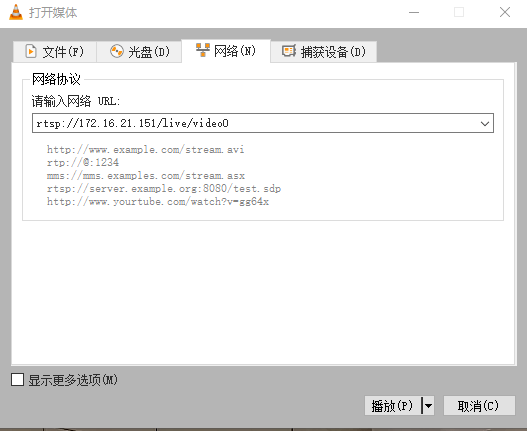 打开媒体
文件(F)
光盘(D)
网络(N)
捕获设备(D)
网络协议
请输入网络 URL:
rtsp://172.16.21.151/live/video0
http://www.example.com/stream.avi
rtp://@:1234
mms://mms.examples.com/stream.asx
rtsp://server.example.org:8080/test.sdp
http://www.yourtube.com/watch?v=gg64x
显示更多选项(M)
播放(P)
取消(C)